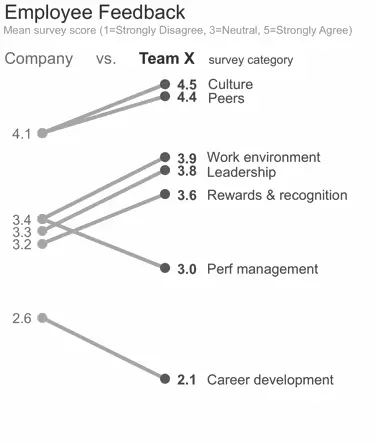 Employee Feedback
Mean survey score (1=Strongly Disagree, 3=Neutral, 5=Strongly Agree)
Company vs. Team X survey category
4.5 Culture
4.4 Peers
4.1
3.9 Work environment
3.8 Leadership
3.6 Rewards & recognition
3.4
3.3
3.2
3.0 Perf management
2.6
2.1 Career development